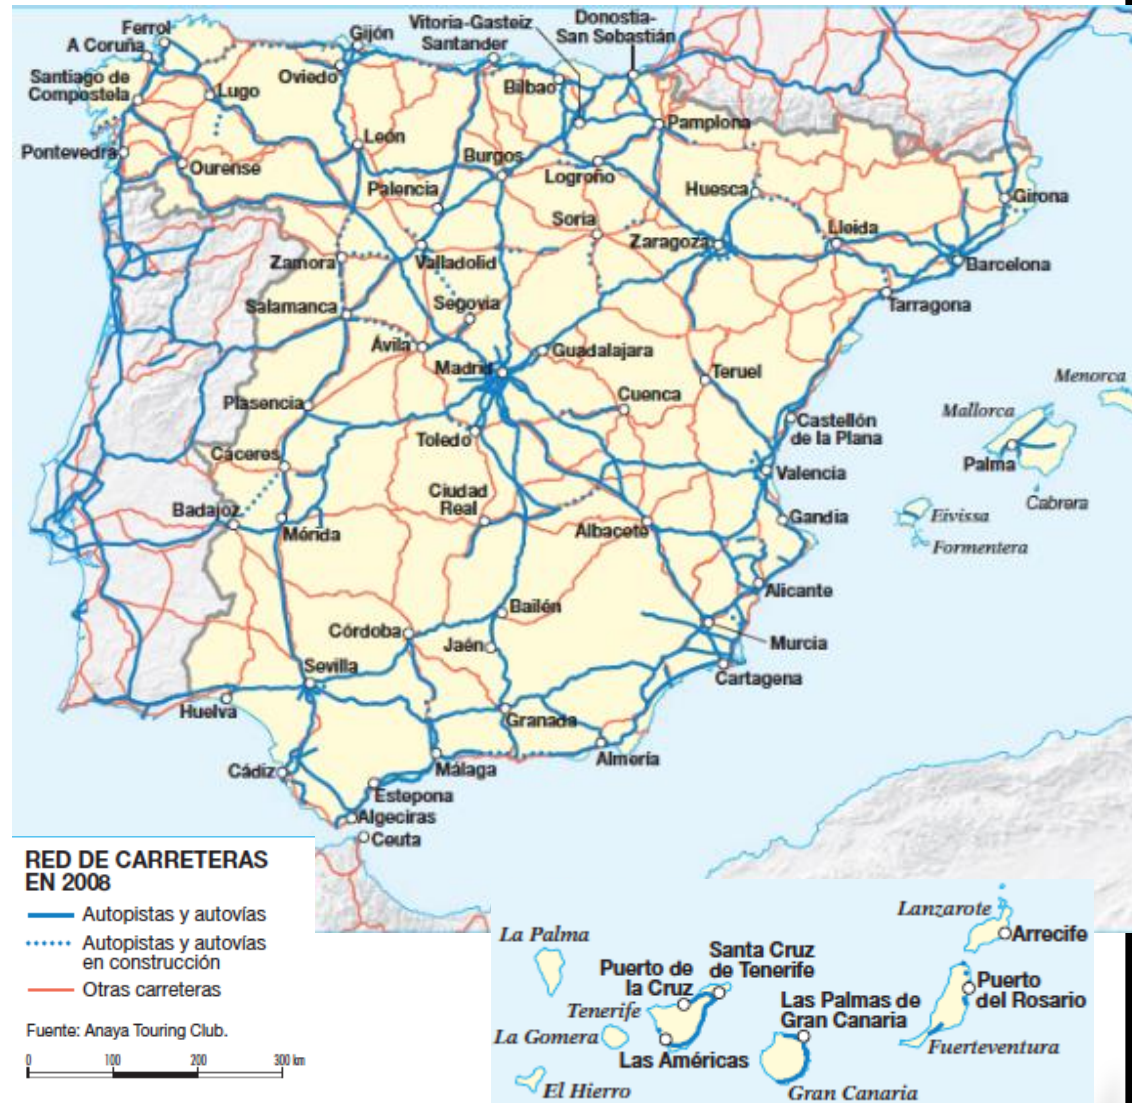 Ferrol
A Coruña
Gijón
Vitoria-Gasteiz
Santander
Donostia-
San Sebastián
Santiago de
Compostela
Oviedo
Lugo
Bilbao
Pamplona
León
Pontevedra
Ourense
Burgos
Logroño
Palencia
Huesca
Girona
Soria
Zaragoza
Lleida
Zamora
Valladolid
Barcelona
Salamanca
Segovia
Tarragona
Ávila
Madrid
Guadalajara
Teruel
Menorca
Plasencia
Cuenca
Mallorca
Castellón
de la Plana
Toledo
Cáceres
Valencia
Palma
Cabrera
Ciudad
Real
Badajoz
Mérida
Albacete
Gandia
Eivissa
Formentera
Alicante
Bailén
Córdoba
Jaén
Murcia
Sevilla
Cartagena
Huelva
Granada
Almería
Cádiz
Málaga
Estepona
Algeciras
Ceuta
RED DE CARRETERAS
EN 2008
Autopistas y autovías
Autopistas y autovías
en construcción
Otras carreteras
Fuente: Anaya Touring Club.
0 100 200 300 km
Lanzarote
Arrecife
La Palma
Santa Cruz
de Tenerife
Puerto de
la Cruz
Puerto
del Rosario
Tenerife
Las Palmas de
Gran Canaria
La Gomera
Las Américas
Fuerteventura
El Hierro
Gran Canaria